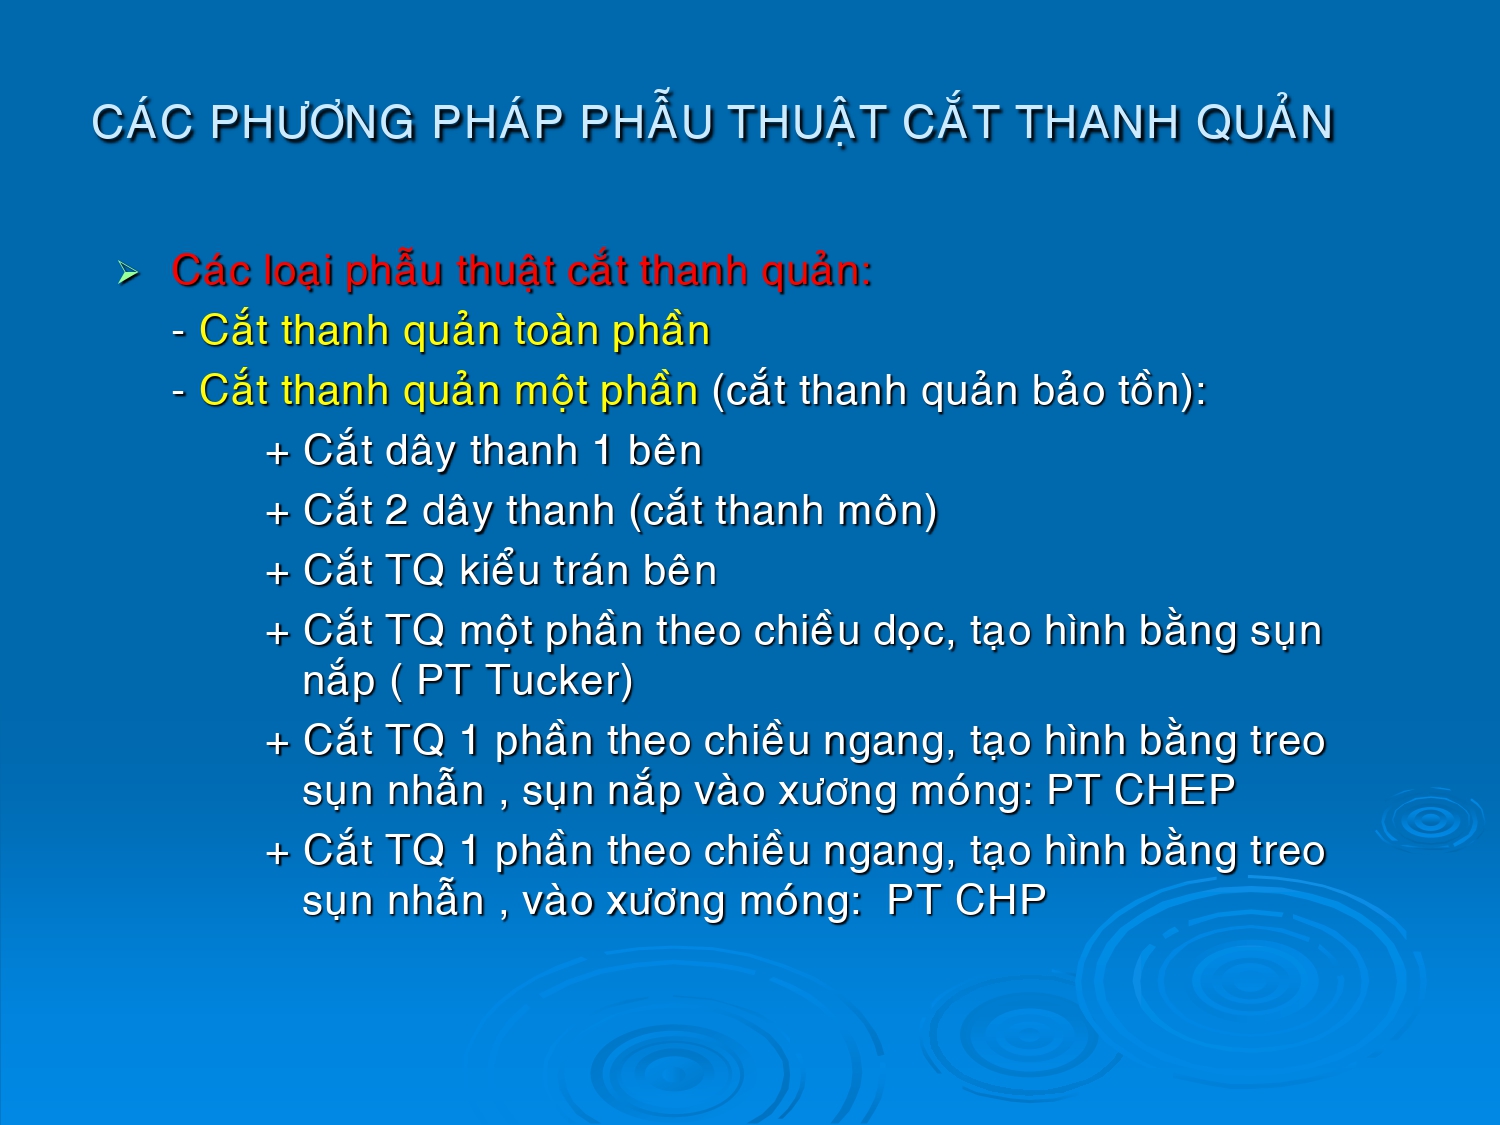 CÁC PHƯƠNG PHÁP PHẪU THUẬT CẮT THANH QUẢN
Các loại phẫu thuật cắt thanh quản:
- Cắt thanh quản toàn phần
- Cắt thanh quản một phần (cắt thanh quản bảo tồn):
+ Cắt dây thanh 1 bên
+ Cắt 2 dây thanh (cắt thanh môn)
+ Cắt TQ kiểu trán bên
+ Cắt TQ một phần theo chiều dọc, tạo hình bằng sụn
nắp ( PT Tucker)
+ Cắt TQ 1 phần theo chiều ngang, tạo hình bằng treo
sụn nhẫn , sụn nắp vào xương móng: PT CHEP
+ Cắt TQ 1 phần theo chiều ngang, tạo hình bằng treo
sụn nhẫn , vào xương móng:  PT CHP